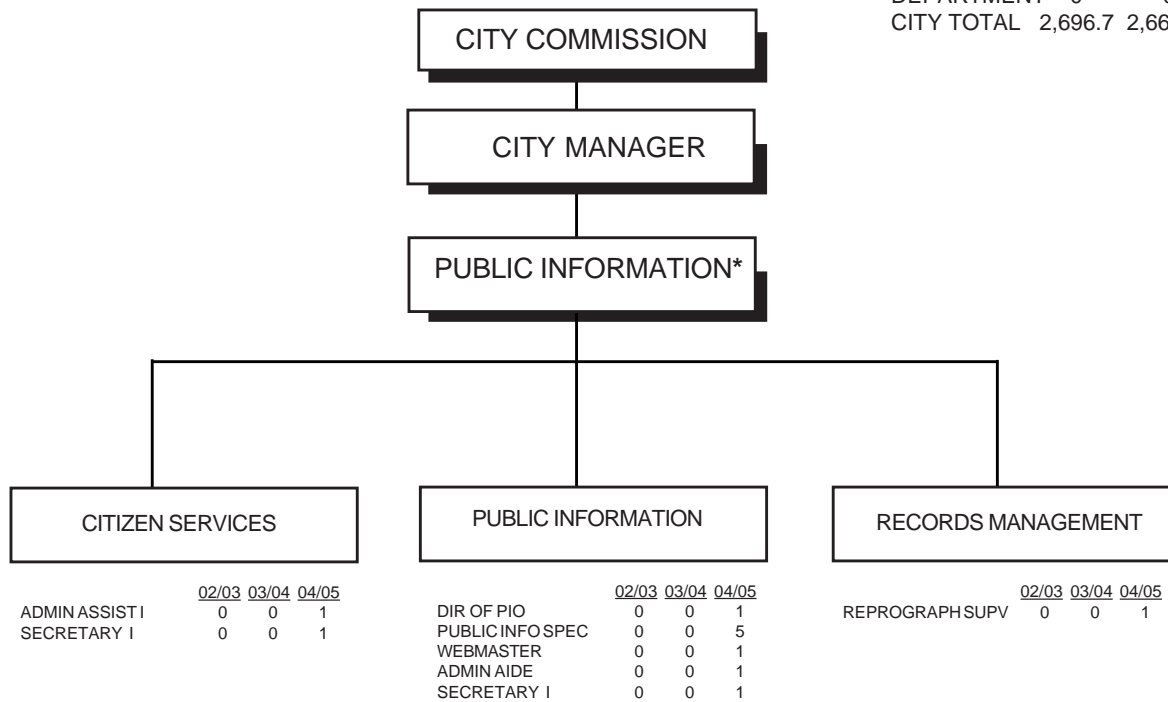 DEPARTMENT 0
CITY TOTAL 2,696.7 2,66
CITY COMMISSION
CITY MANAGER
PUBLIC INFORMATION*
CITIZEN SERVICES
02/03 03/04 04/05
ADMIN ASSIST I 0 0 1
SECRETARY I 0 0 1
PUBLIC INFORMATION
02/03 03/04 04/05
DIR OF PIO 0 0 1
PUBLIC INFO SPEC 0 0 5
WEBMASTER 0 0 1
ADMIN AIDE 0 0 1
SECRETARY I 0 0 1
RECORDS MANAGEMENT
02/03 03/04 04/05
REPROGRAPH SUPV 0 0 1